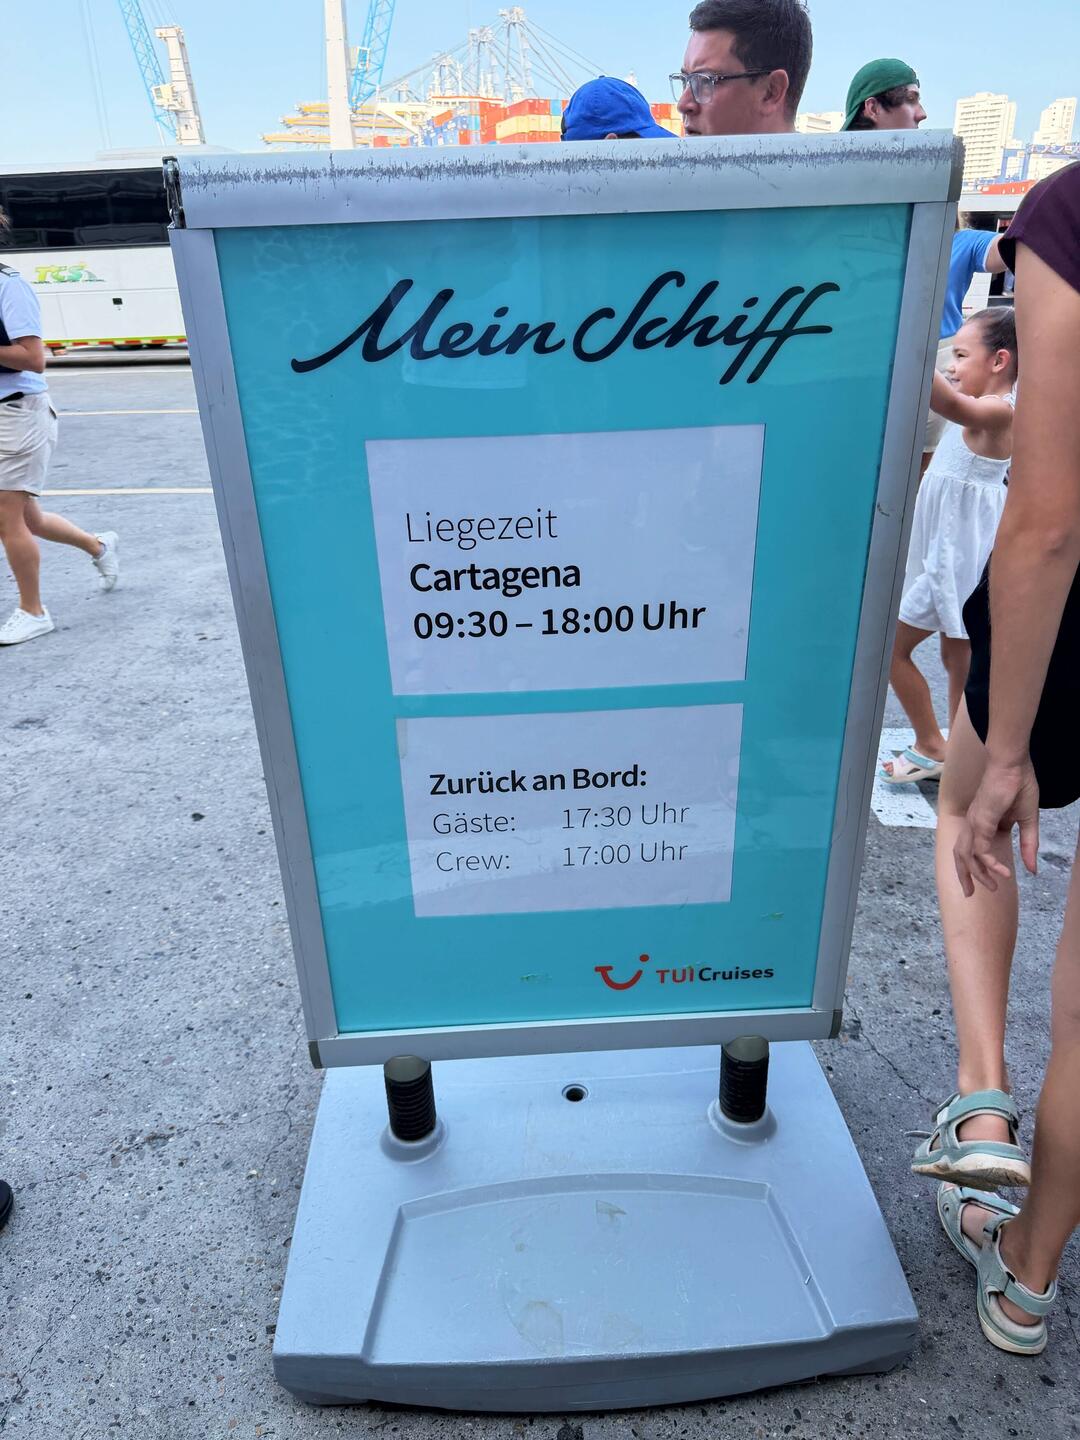 TCS
Mein Schiff
Liegezeit
Cartagena
09:30 – 18:00 Uhr
Zurück an Bord:
Gäste: 17:30 Uhr
Crew: 17:00 Uhr
TUI Cruises